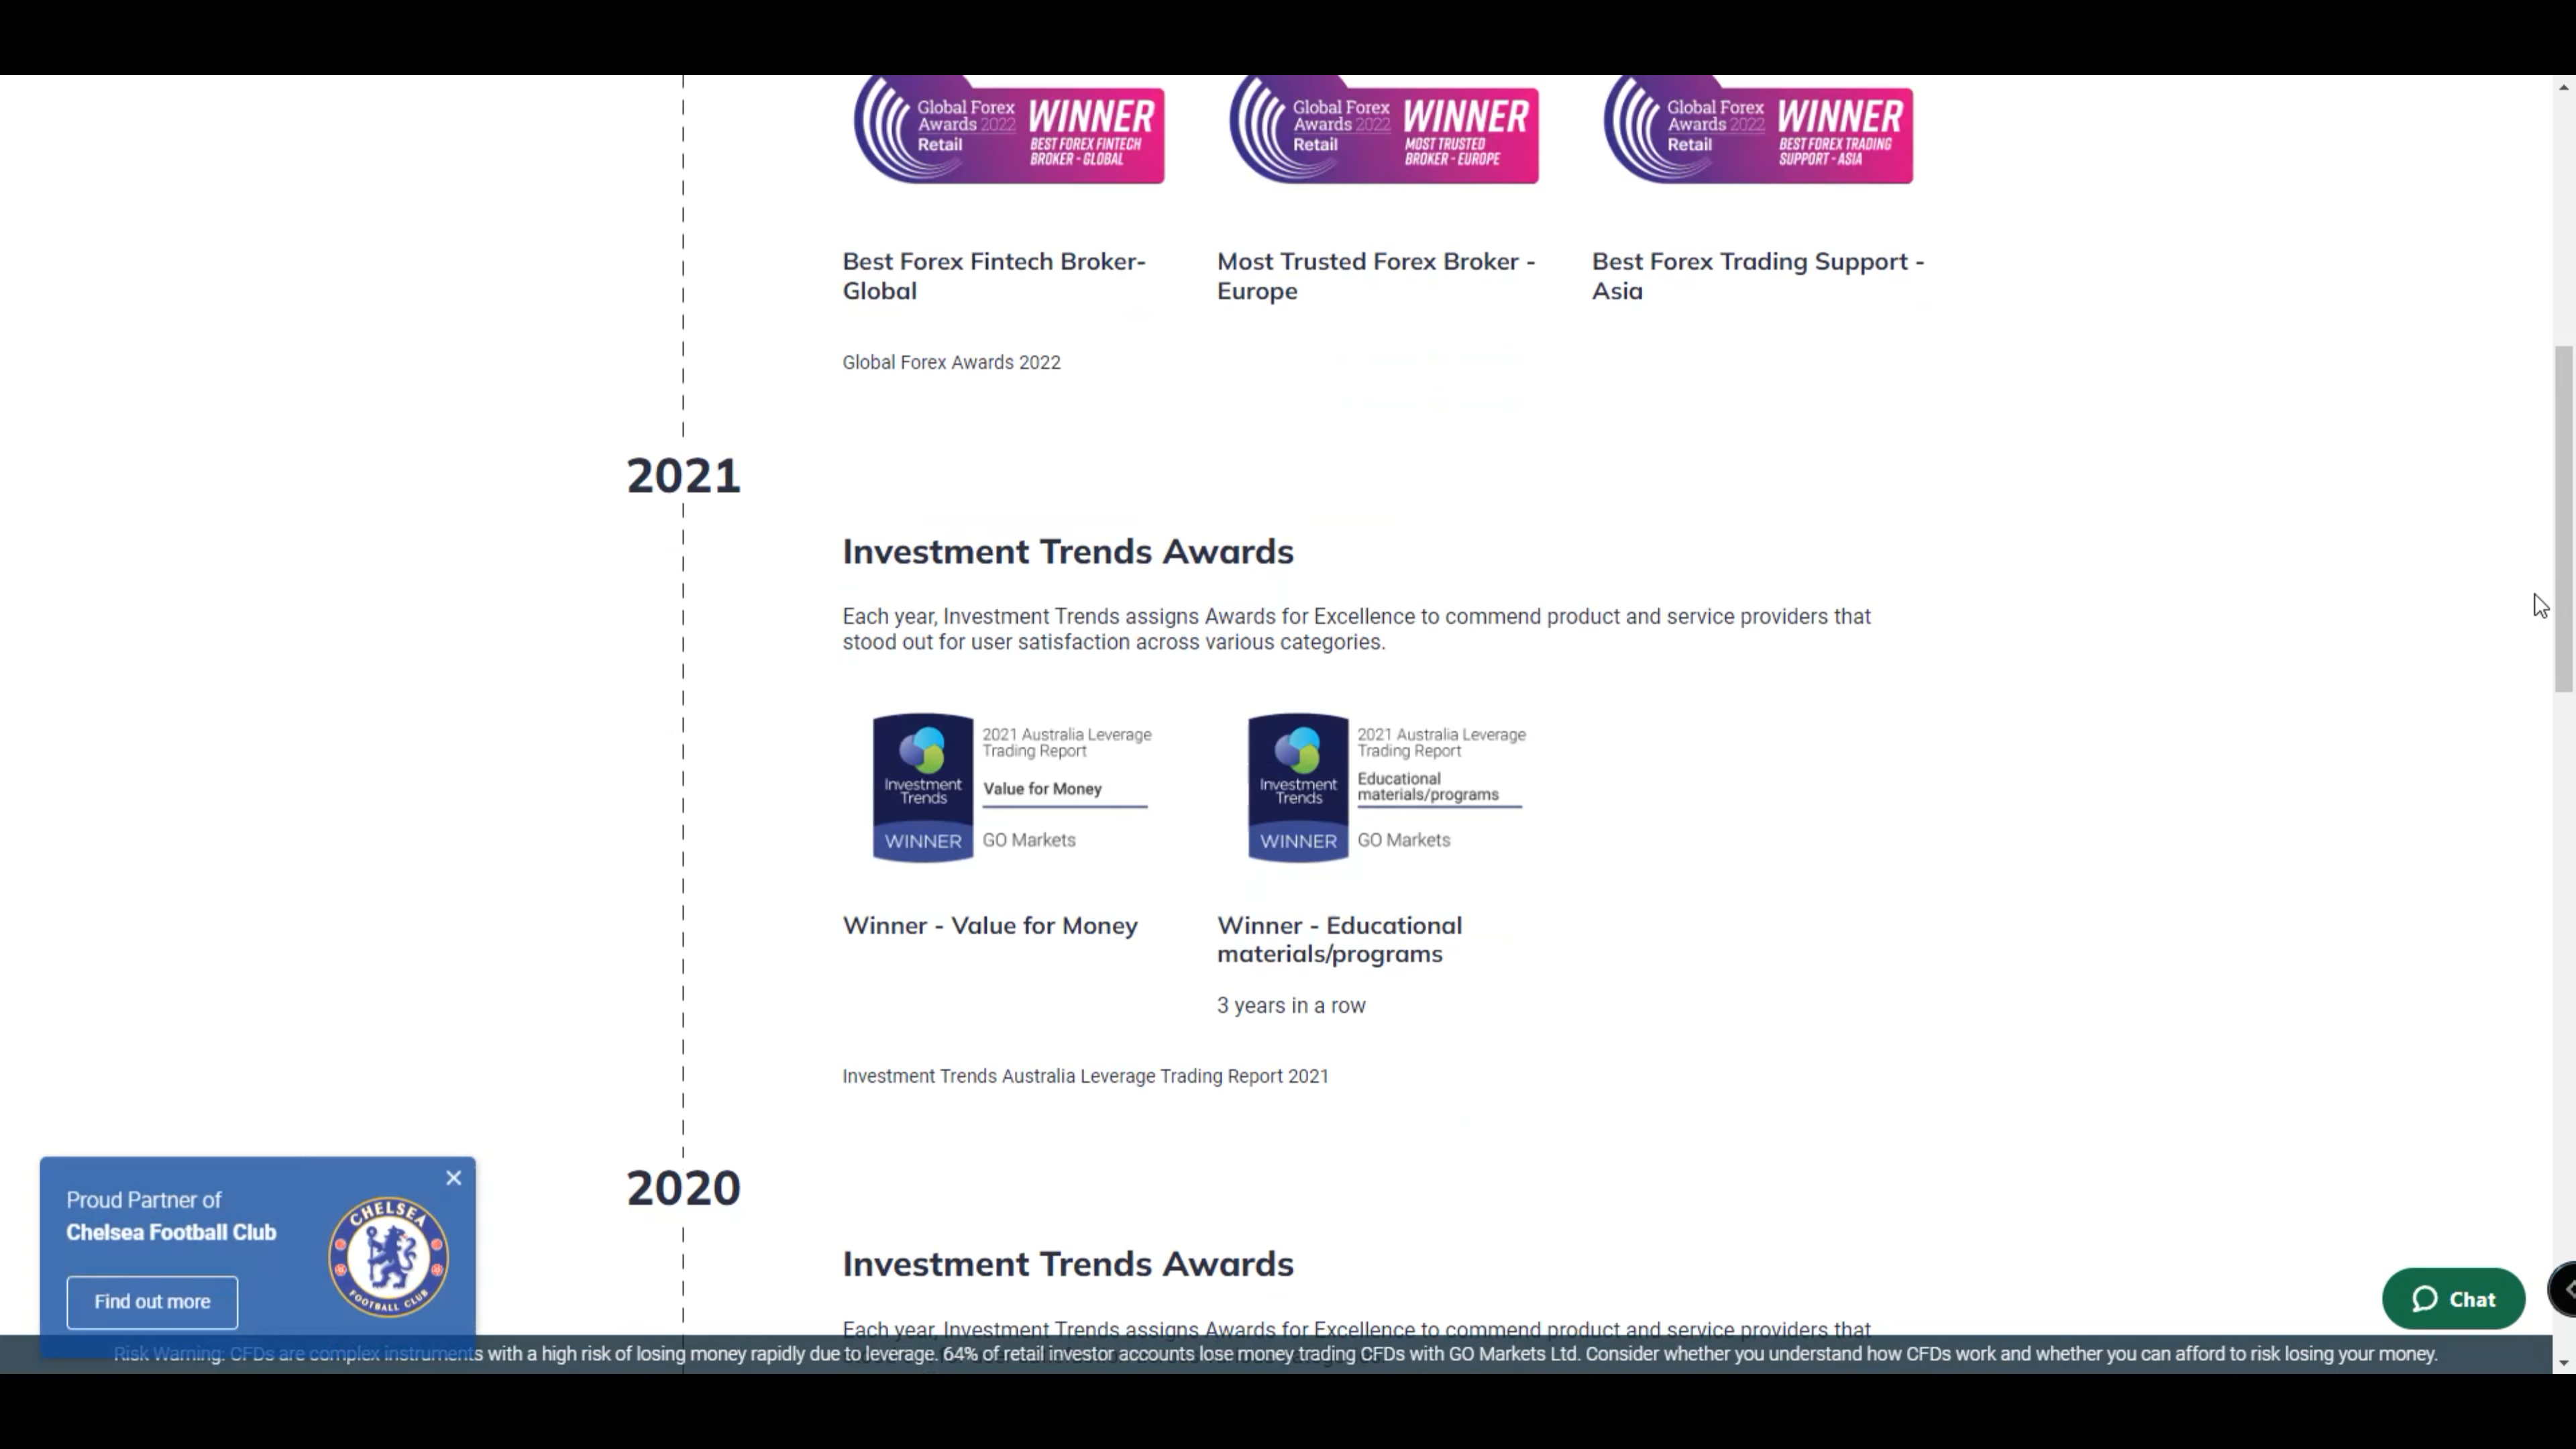 Global Forex
Awards 2022
Retail
WINNER
BEST FOREX FINTECH
BROKER - GLOBAL
Global Forex
Awards 2022
Retail
WINNER
MOST TRUSTED
BROKER - EUROPE
Global Forex
Awards 2022
Retail
WINNER
BEST FOREX TRADING
SUPPORT - ASIA
Best Forex Fintech Broker-
Global
Most Trusted Forex Broker -
Europe
Best Forex Trading Support -
Asia
Global Forex Awards 2022
2021
Investment Trends Awards
Each year, Investment Trends assigns Awards for Excellence to commend product and service providers that
stood out for user satisfaction across various categories.
Investment
Trends
WINNER
2021 Australia Leverage
Trading Report
Value for Money
GO Markets
Investment
Trends
WINNER
2021 Australia Leverage
Trading Report
Educational
materials/programs
GO Markets
Winner - Value for Money
Winner - Educational
materials/programs
3 years in a row
Investment Trends Australia Leverage Trading Report 2021
2020
Investment Trends Awards
Each year, Investment Trends assigns Awards for Excellence to commend product and service providers that
Proud Partner of
Chelsea Football Club
Find out more
CHELSEA
FOOTBALL CLUB
Chat
Risk Warning: CFDs are complex instruments with a high risk of losing money rapidly due to leverage. 64% of retail investor accounts lose money trading CFDs with GO Markets Ltd. Consider whether you understand how CFDs work and whether you can afford to risk losing your money.